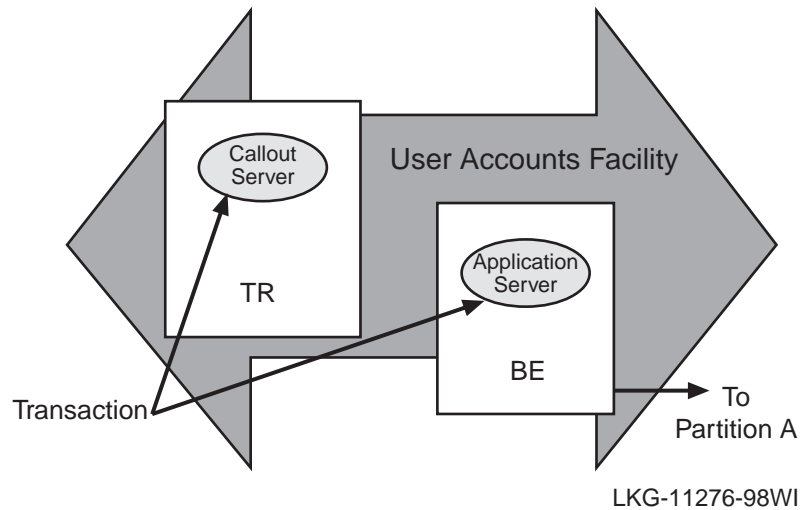 Callout
Server
User Accounts Facility
TR
Application
Server
BE
Transaction
To
Partition A
LKG-11276-98WI